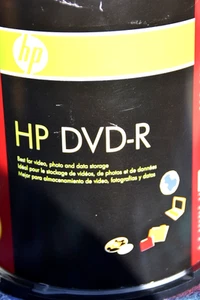 hp
HP DVD-R
Best for video, photo and data storage
Idéal pour le stockage de vidéos, de photos et de données
Mejor para almacenamiento de video, fotografías y datos